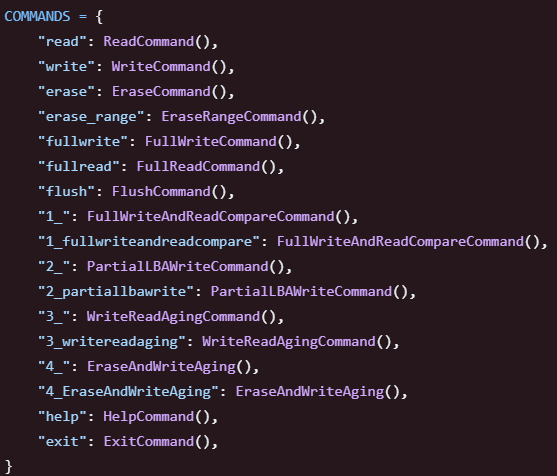 COMMANDS = {
    "read": ReadCommand(),
    "write": WriteCommand(),
    "erase": EraseCommand(),
    "erase_range": EraseRangeCommand(),
    "fullwrite": FullWriteCommand(),
    "fullread": FullReadCommand(),
    "flush": FlushCommand(),
    "1_": FullWriteAndReadCompareCommand(),
    "1_fullwriteandreadcompare": FullWriteAndReadCompareCommand(),
    "2_": PartialLBAWriteCommand(),
    "2_partiallbawrite": PartialLBAWriteCommand(),
    "3_": WriteReadAgingCommand(),
    "3_writereadaging": WriteReadAgingCommand(),
    "4_": EraseAndWriteAging(),
    "4_EraseAndWriteAging": EraseAndWriteAging(),
    "help": HelpCommand(),
    "exit": ExitCommand(),
}